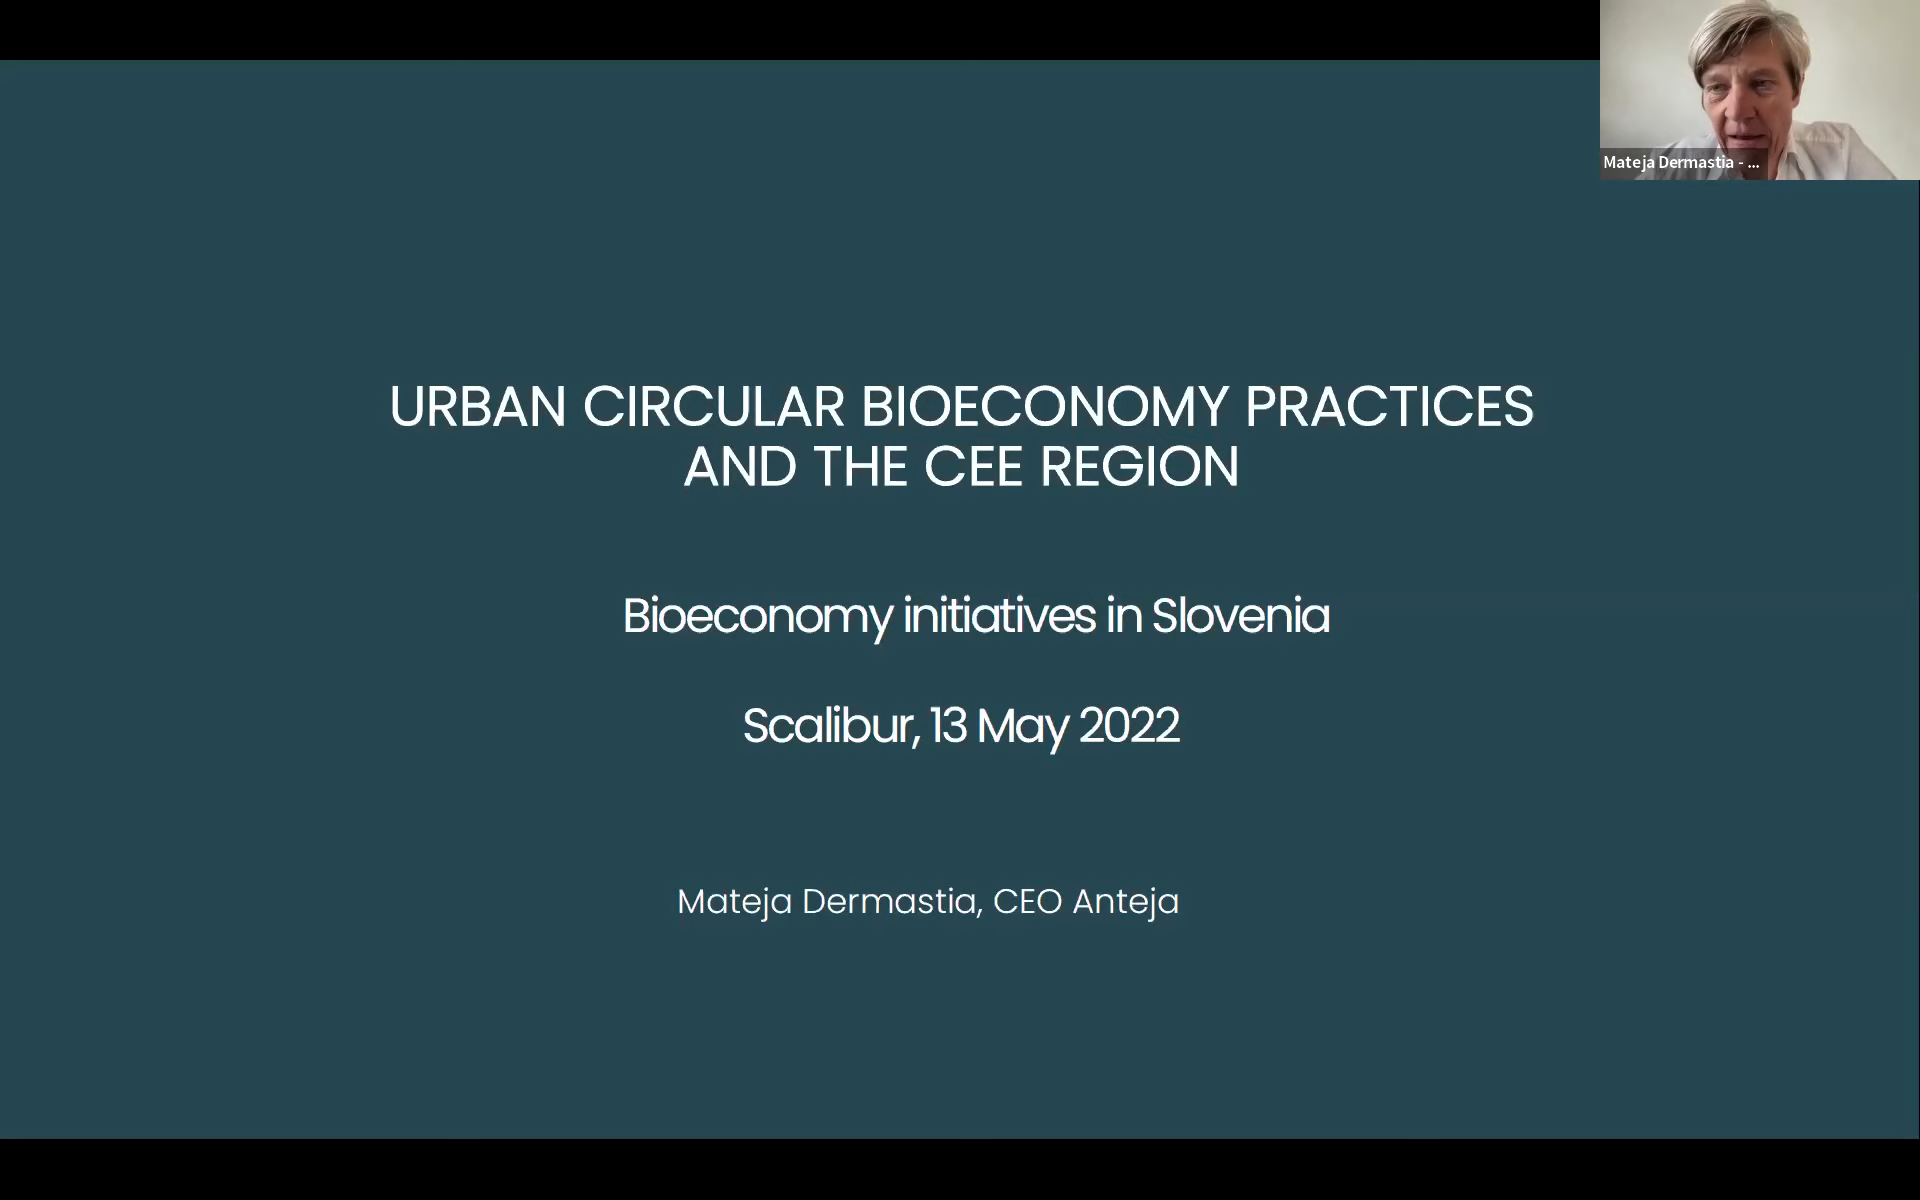 Mateja Dermastia - ...
URBAN CIRCULAR BIOECONOMY PRACTICES
AND THE CEE REGION
Bioeconomy initiatives in Slovenia
Scalibur, 13 May 2022
Mateja Dermastia, CEO Anteja